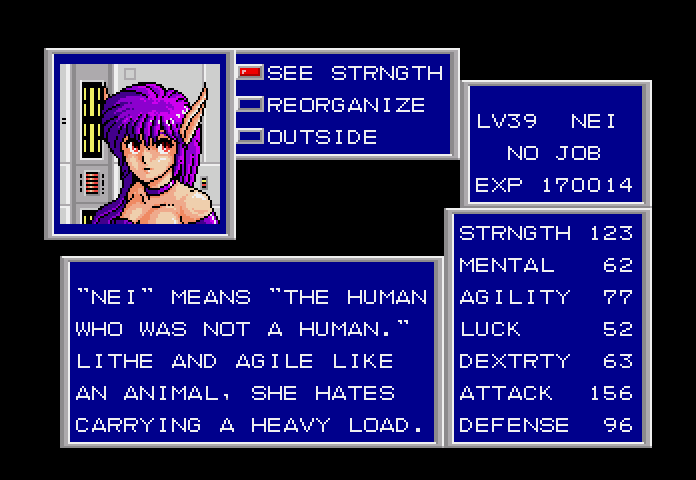 SEE STRNGTH
REORGANIZE
OUTSIDE
LV39 NEI
NO JOB
EXP 170014
STRNGTH 123
MENTAL 62
AGILITY 77
LUCK 52
DEXTRTY 63
ATTACK 156
DEFENSE 96
"NEI" MEANS "THE HUMAN
WHO WAS NOT A HUMAN."
LITHE AND AGILE LIKE
AN ANIMAL, SHE HATES
CARRYING A HEAVY LOAD.